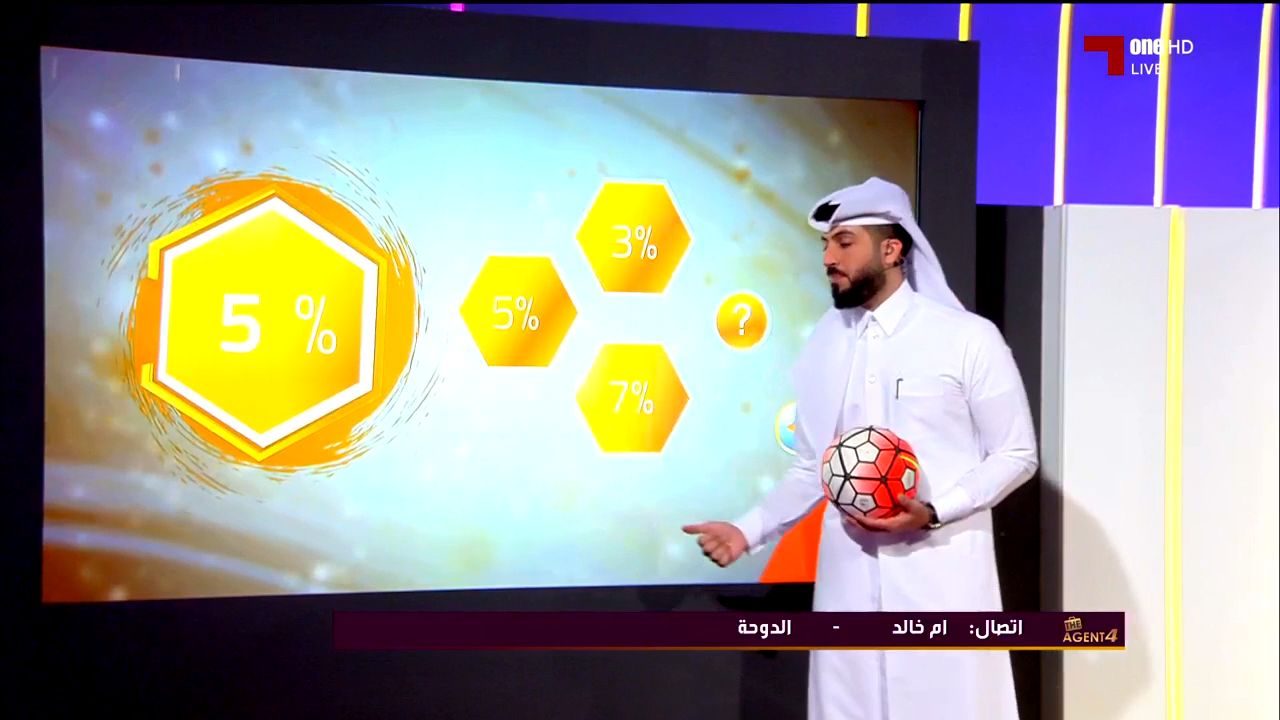 one HD
LIVE
5 %
3%
5%
?
7%
اتصال: ام خالد - الدوحة
THE
AGENT4